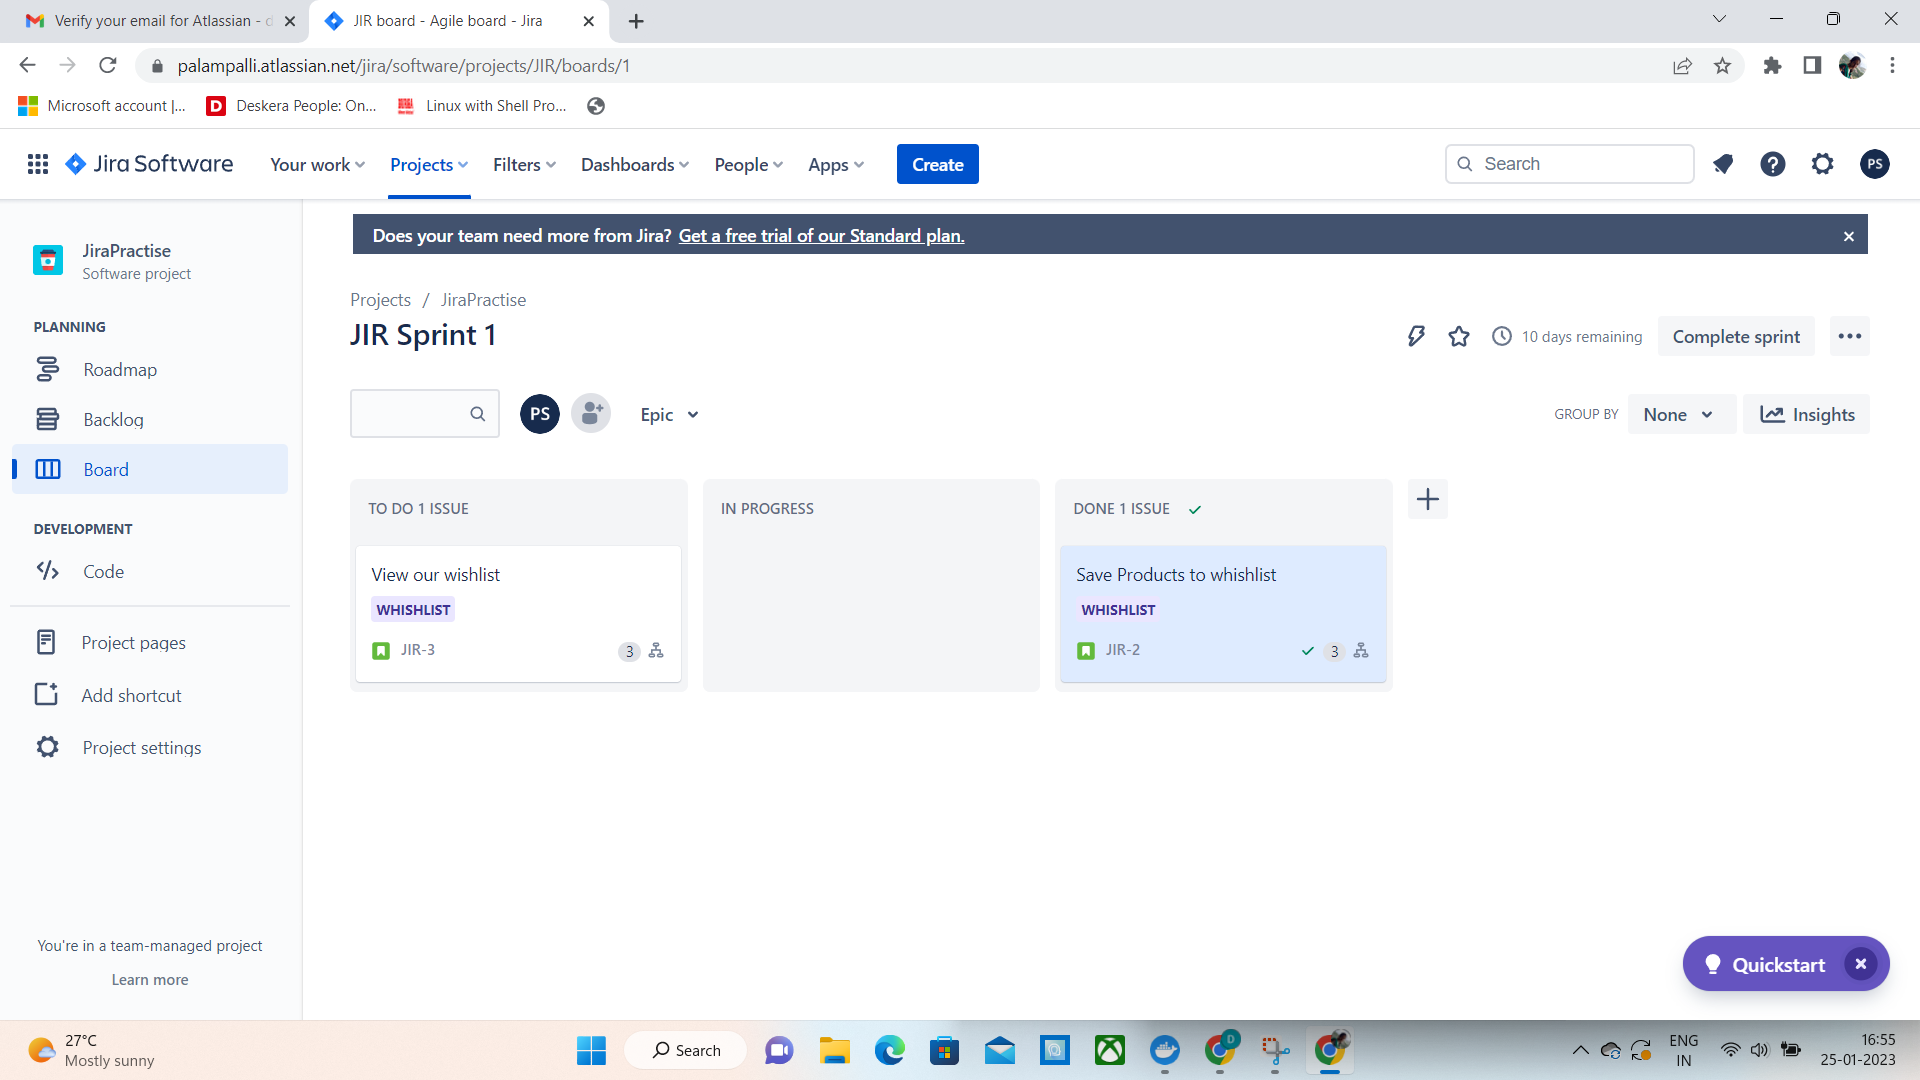 Verify your email for Atlassian - d
JIR board - Agile board - Jira
palampalli.atlassian.net/jira/software/projects/JIR/boards/1
Microsoft account |...
D Deskera People: On...
Linux with Shell Pro...
Jira Software
Your work
Projects
Filters
Dashboards
People
Apps
Create
Search
PS
Does your team need more from Jira? Get a free trial of our Standard plan.
JiraPractise
Software project
PLANNING
Roadmap
Backlog
Board
DEVELOPMENT
Code
Project pages
Add shortcut
Project settings
You're in a team-managed project
Learn more
Projects / JiraPractise
JIR Sprint 1
10 days remaining
Complete sprint
PS
Epic
GROUP BY
None
Insights
TO DO 1 ISSUE
View our wishlist
WHISHLIST
JIR-3
3
IN PROGRESS
DONE 1 ISSUE
Save Products to whishlist
WHISHLIST
JIR-2
3
Quickstart
27°C
Mostly sunny
Search
D
ENG
IN
16:55
25-01-2023